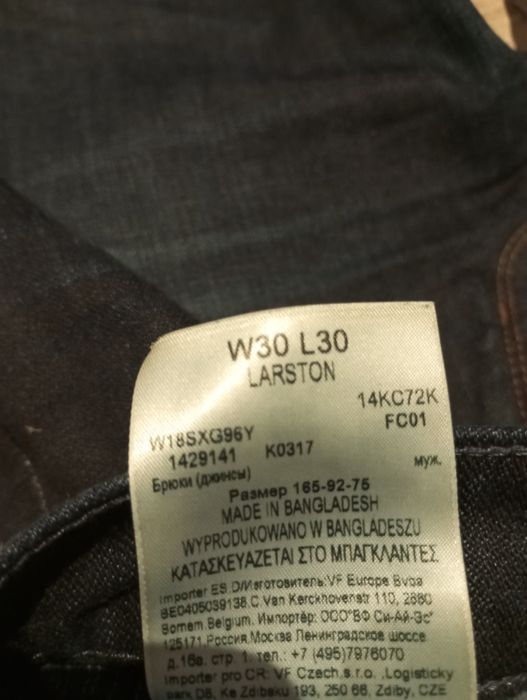 W30 L30
LARSTON
14KC72K
FC01
W18SXG96Y
1429141 K0317
Брюки (джинсы) муж.
Размер 165-92-75
MADE IN BANGLADESH
WYPRODUKOWANO W BANGLADESZU
ΚΑΤΑΣΚΕΥΑΖΕΤΑΙ ΣΤΟ ΜΠΑΓΚΛΑΝΤΕΣ
Importer ES D/Изготовитель:VF Europe Bvba
BE0405039138.C.Van Kerckhovenstr 110, 2880
Bornem Belgium. Импортёр: ООО"ВФ Си-Ай-Эс"
125171 Россия.Москва Ленинградское шоссе
д.16а, стр. 1. тел.: +7 (495)7976070
Importer pro CR: VF Czech s.r.o. ,Logisticky
park D8, Ke Zdibsku 193, 250 66, Zdiby, CZE